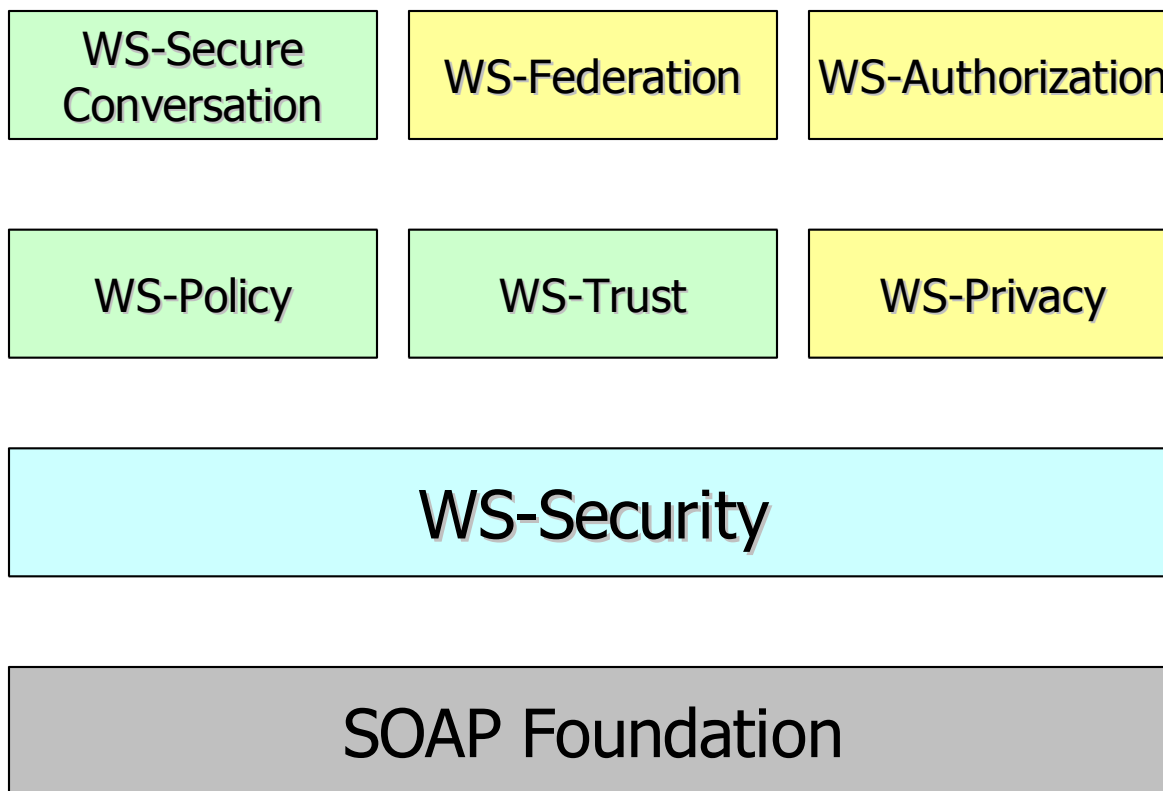 WS-Secure
Conversation
WS-Federation
WS-Authorization
WS-Policy
WS-Trust
WS-Privacy
WS-Security
SOAP Foundation